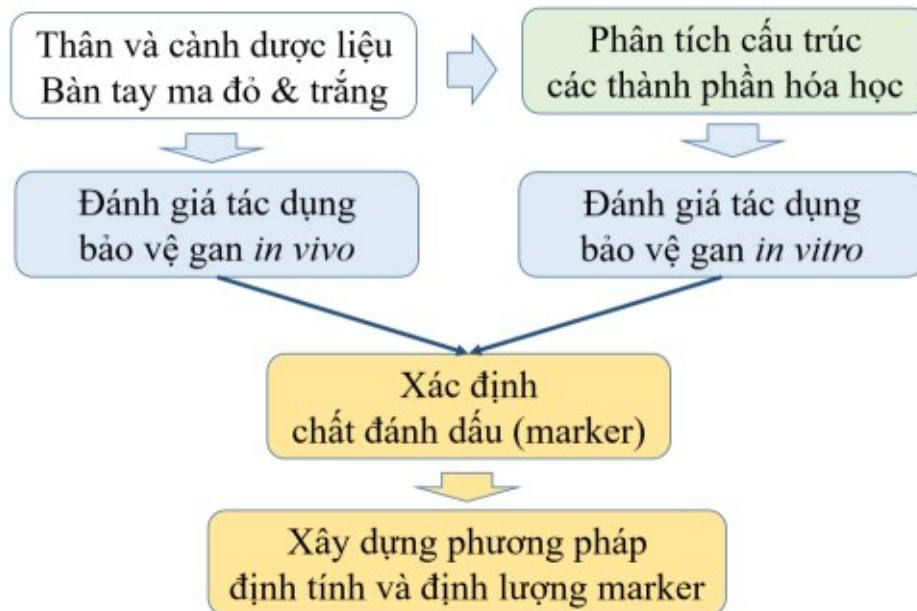 Thân và cành dược liệu
Bàn tay ma đỏ & trắng
Phân tích cấu trúc
các thành phần hóa học
Đánh giá tác dụng
bảo vệ gan in vivo
Đánh giá tác dụng
bảo vệ gan in vitro
Xác định
chất đánh dấu (marker)
Xây dựng phương pháp
định tính và định lượng marker